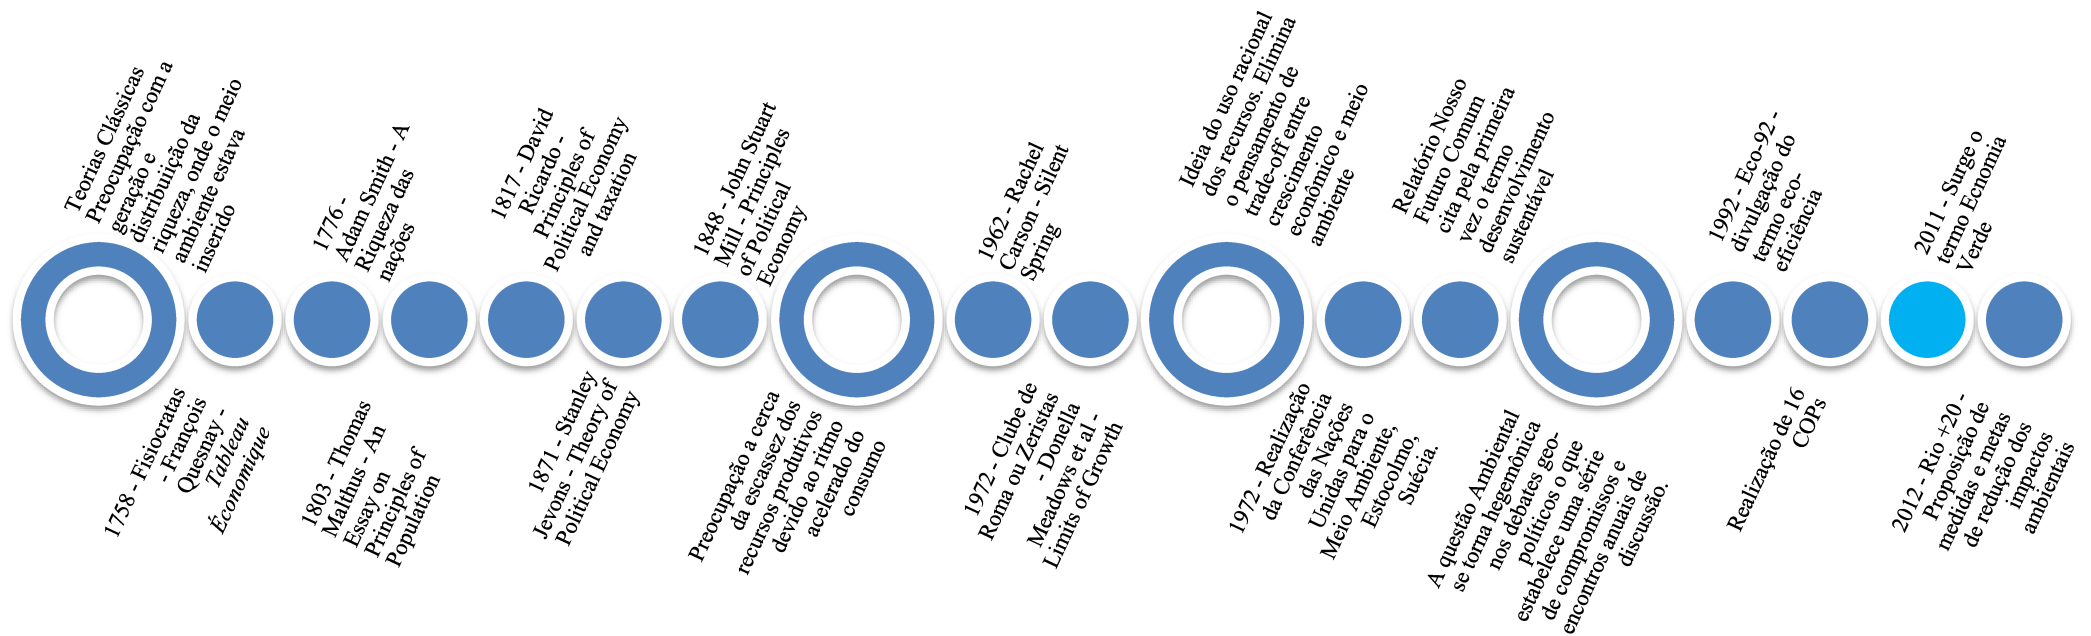 Teorias Clássicas
Preocupação com a
geração e
distribuição da
riqueza, onde o meio
ambiente estava
inserido
1758 - Fisiocratas
- François
Quesnay -
Tableau
Économique
1776 -
Adam Smith - A
Riqueza das
nações
1803 - Thomas
Malthus - An
Essay on
Principles of
Population
1817 - David
Ricardo -
Principles of
Political Economy
and taxation
1871 - Stanley
Jevons - Theory of
Political Economy
1848 - John Stuart
Mill - Principles
of Political
Economy
Preocupação a cerca
da escassez dos
recursos produtivos
devido ao ritmo
acelerado do
consumo
1962 - Rachel
Carson - Silent
Spring
1972 - Clube de
Roma ou Zeristas
- Donella
Meadows et al -
Limits of Growth
Ideia do uso racional
dos recursos. Elimina
o pensamento de
trade-off entre
crescimento
econômico e meio
ambiente
1972 - Realização
da Conferência
das Nações
Unidas para o
Meio Ambiente,
Estocolmo,
Suécia.
Relatório Nosso
Futuro Comum
cita pela primeira
vez o termo
desenvolvimento
sustentável
A questão Ambiental
se torna hegemônica
nos debates geo-
políticos o que
estabelece uma série
de compromissos e
encontros anuais de
discussão.
1992 - Eco-92 -
divulgação do
termo eco-
eficiência
Realização de 16
COPs
2011 - Surge o
termo Economia
Verde
2012 - Rio +20 -
Proposição de
medidas e metas
de redução dos
impactos
ambientais